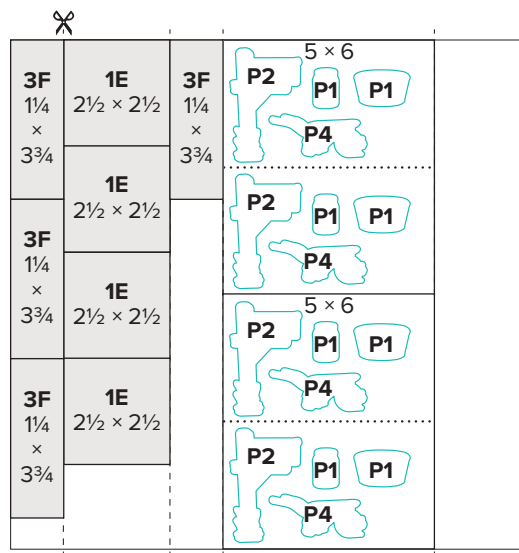 3F
1¼
×
3¾
3F
1¼
×
3¾
3F
1¼
×
3¾
1E
2½ × 2½
1E
2½ × 2½
1E
2½ × 2½
1E
2½ × 2½
3F
1¼
×
3¾
5 × 6
P2
P1
P1
P4
P2
P1
P1
P4
5 × 6
P2
P1
P1
P4
P2
P1
P1
P4